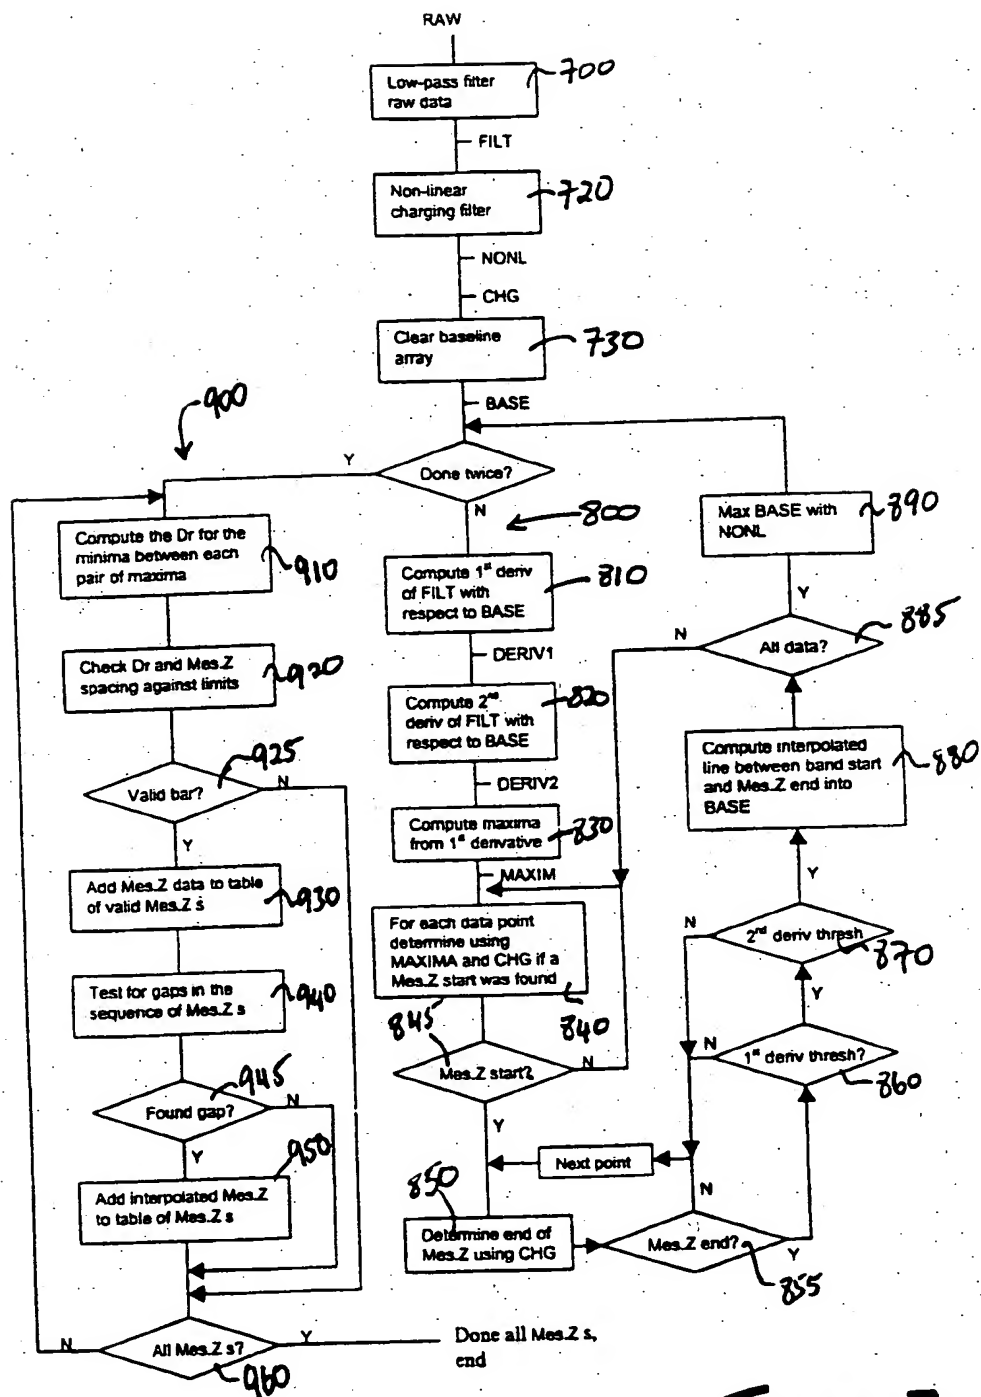 RAW
Low-pass filter
raw data
700
FILT
Non-linear
charging filter
720
NONL
CHG
Clear baseline
array
730
BASE
900
Y
Done twice?
N
800
Compute the Dr for the
minima between each
pair of maxima
910
Check Dr and Mes.Z
spacing against limits
920
925
Valid bar?
N
Y
Add Mes.Z data to table
of valid Mes.Z s
930
Test for gaps in the
sequence of Mes.Z s
940
945
Found gap?
N
Y
950
Add interpolated Mes.Z
to table of Mes.Z s
N
All Mes.Z s?
Y
960
Done all Mes.Z s,
end
Compute 1st deriv
of FILT with
respect to BASE
810
DERIV1
Compute 2nd
deriv of FILT with
respect to BASE
820
DERIV2
Compute maxima
from 1st derivative
830
MAXIM
For each data point
determine using
MAXIMA and CHG if a
Mes.Z start was found
840
845
Mes.Z start?
N
Y
Next point
850
Determine end of
Mes.Z using CHG
Mes.Z end?
N
Y
855
1st deriv thresh?
N
Y
860
2nd deriv thresh
N
Y
870
Compute interpolated
line between band start
and Mes.Z end into
BASE
880
All data?
N
Y
885
Max BASE with
NONL
890